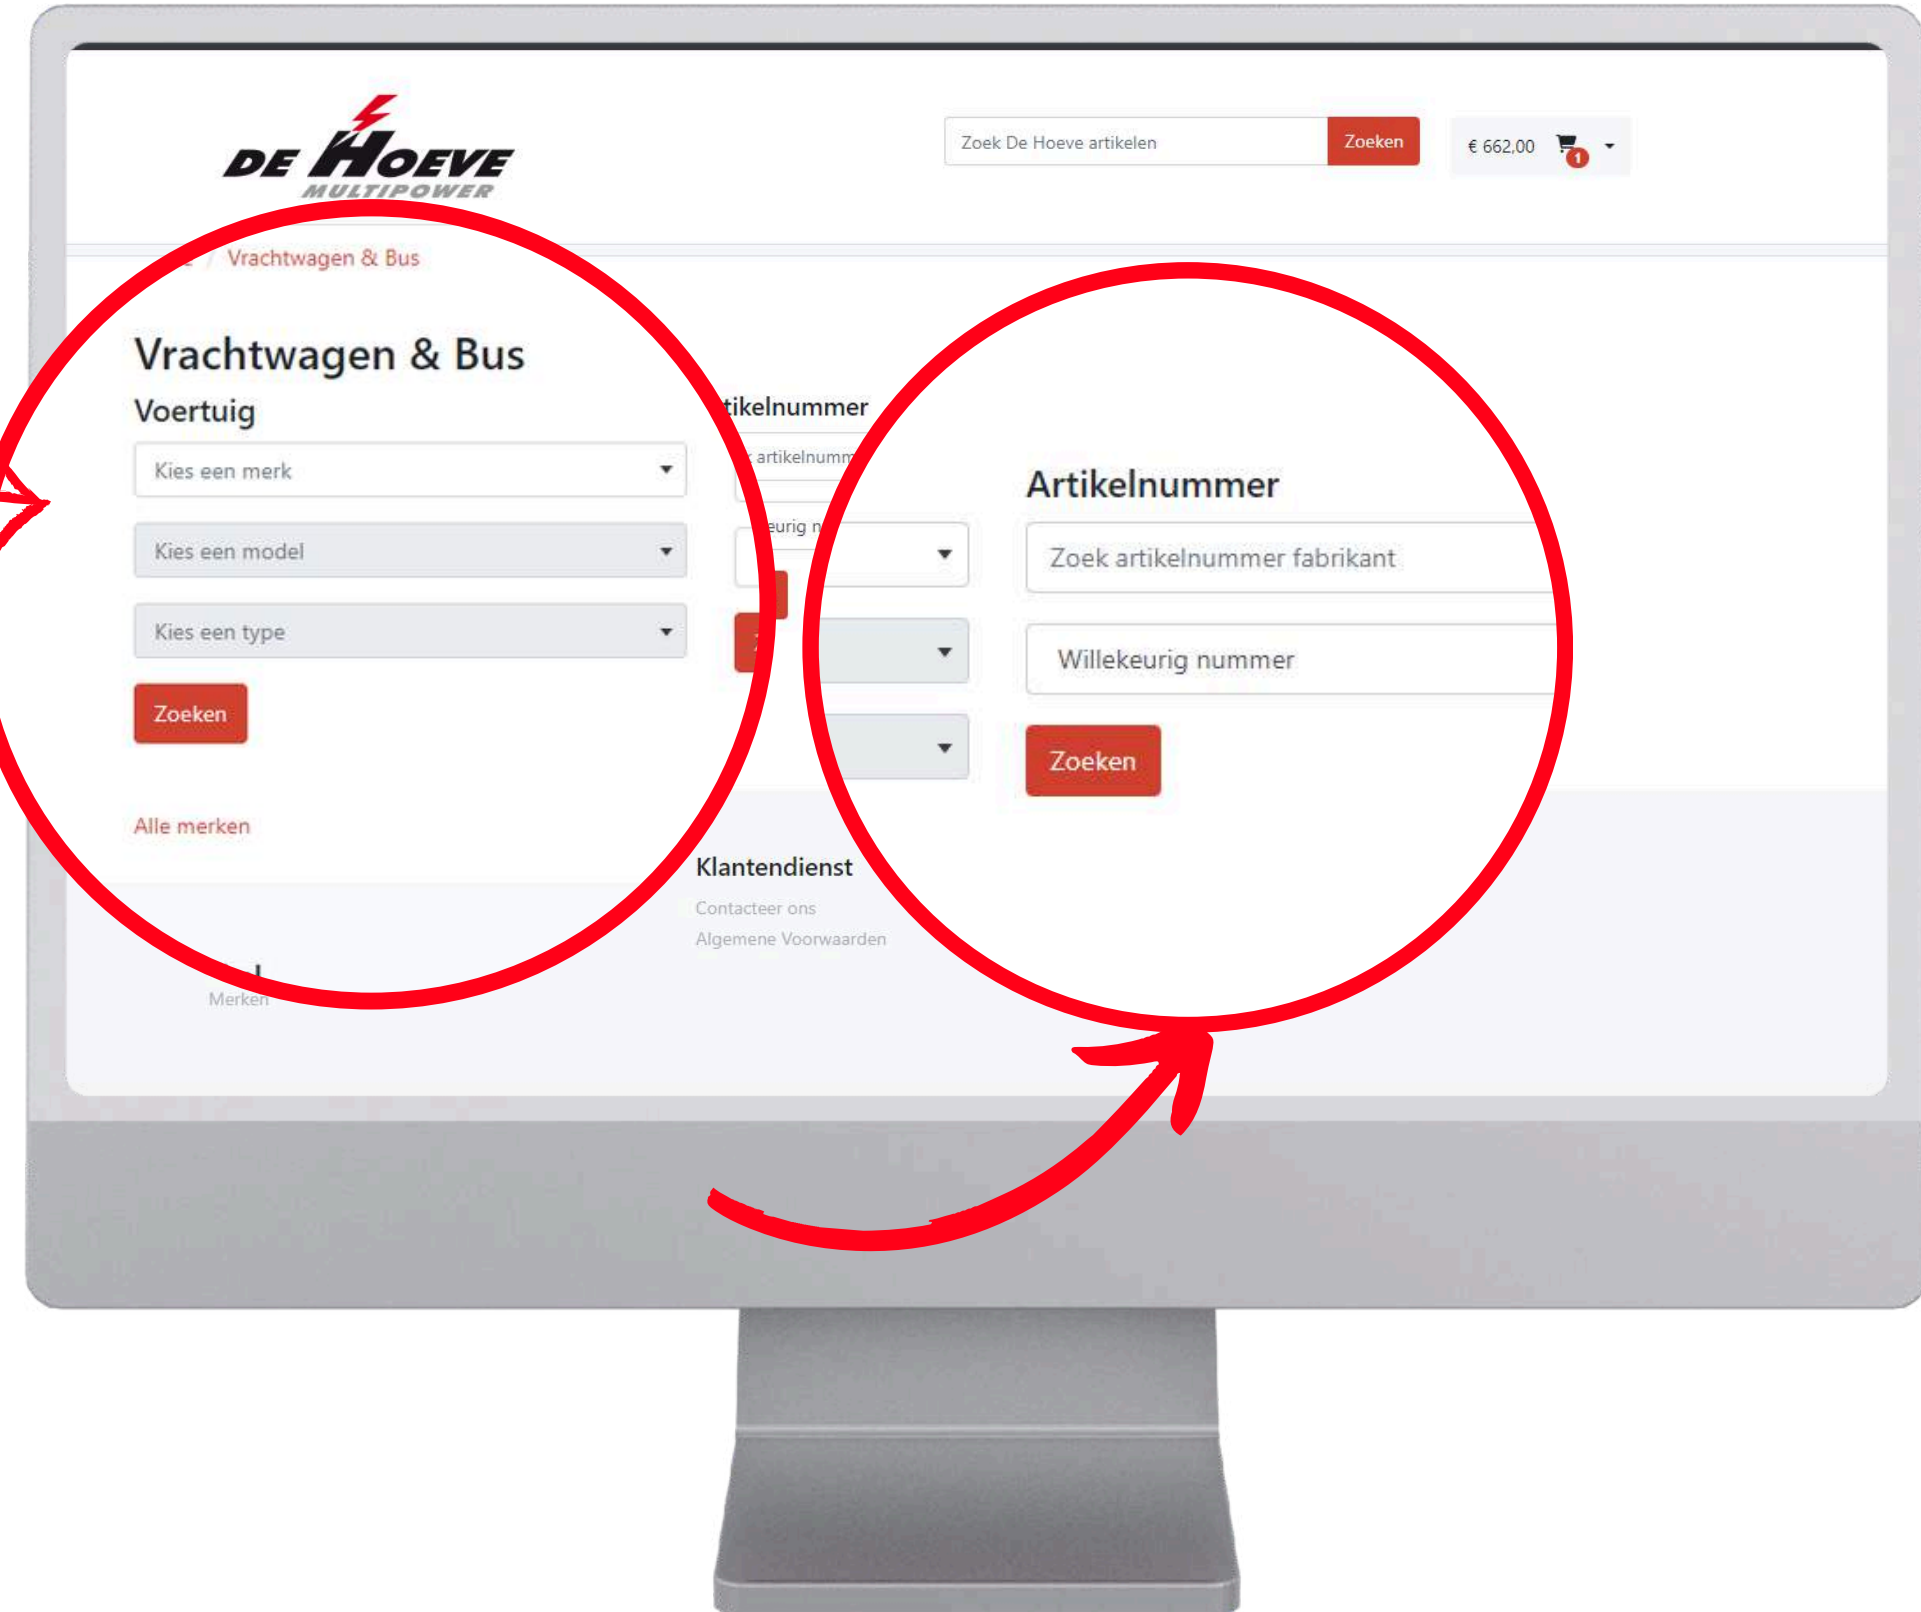 DE HOEVE
MULTIPOWER
Zoek De Hoeve artikelen
Zoeken
€ 662,00
1
/ Vrachtwagen & Bus
Vrachtwagen & Bus
Voertuig
Kies een merk
Kies een model
Kies een type
Zoeken
Alle merken
tikelnummer
artikelnumm
eurig n
Artikelnummer
Zoek artikelnummer fabrikant
Willekeurig nummer
Zoeken
Klantendienst
Contacteer ons
Algemene Voorwaarden
Merken